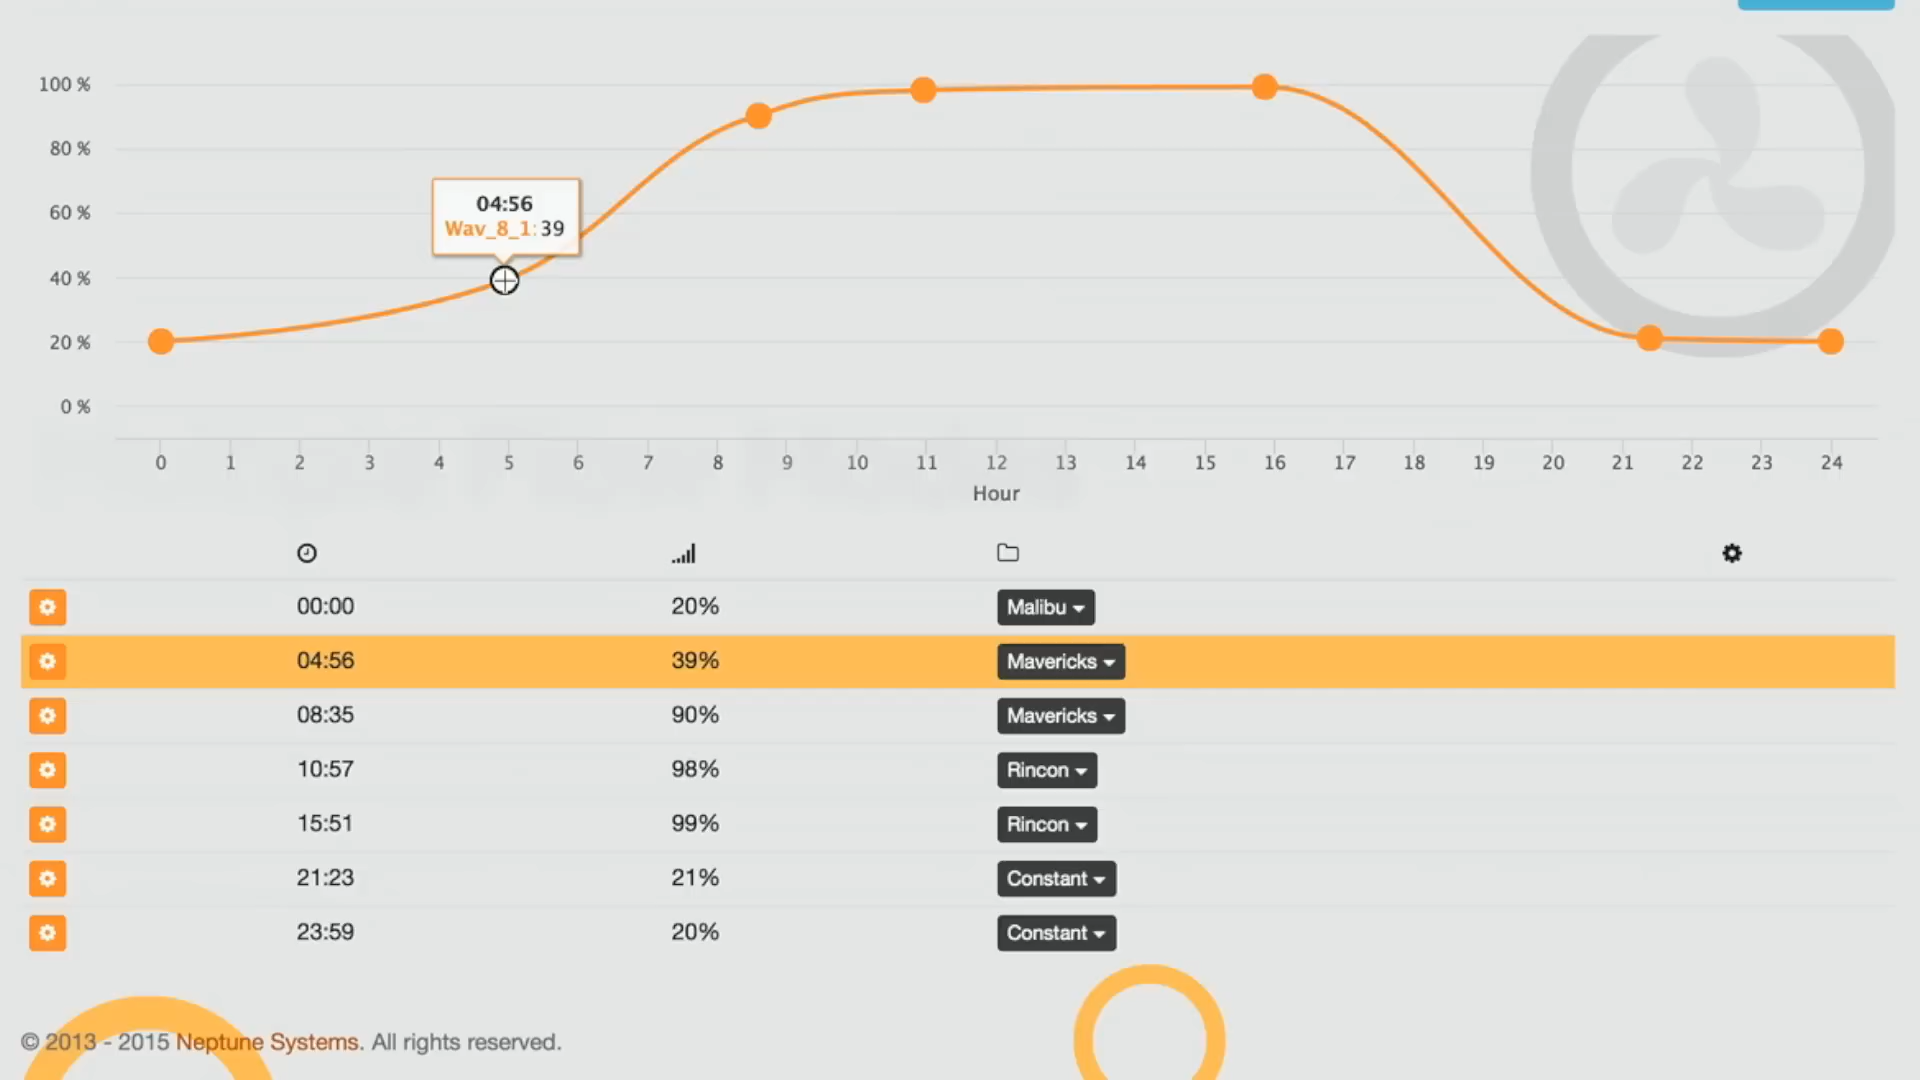 100 %
80 %
60 %
40 %
20 %
0 %
04:56
Wav_8_1: 39
0 1 2 3 4 5 6 7 8 9 10 11 12 13 14 15 16 17 18 19 20 21 22 23 24
Hour
00:00 20% Malibu
04:56 39% Mavericks
08:35 90% Mavericks
10:57 98% Rincon
15:51 99% Rincon
21:23 21% Constant
23:59 20% Constant
© 2013 - 2015 Neptune Systems. All rights reserved.